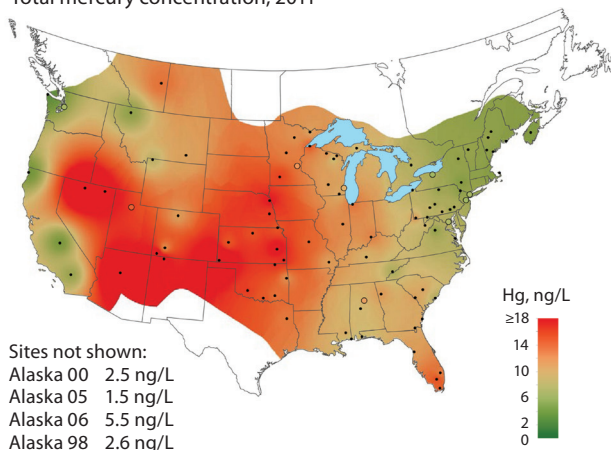 Total mercury concentration, 2011
Hg, ng/L
≥18
14
10
6
2
0
Sites not shown:
Alaska 00 2.5 ng/L
Alaska 05 1.5 ng/L
Alaska 06 5.5 ng/L
Alaska 98 2.6 ng/L